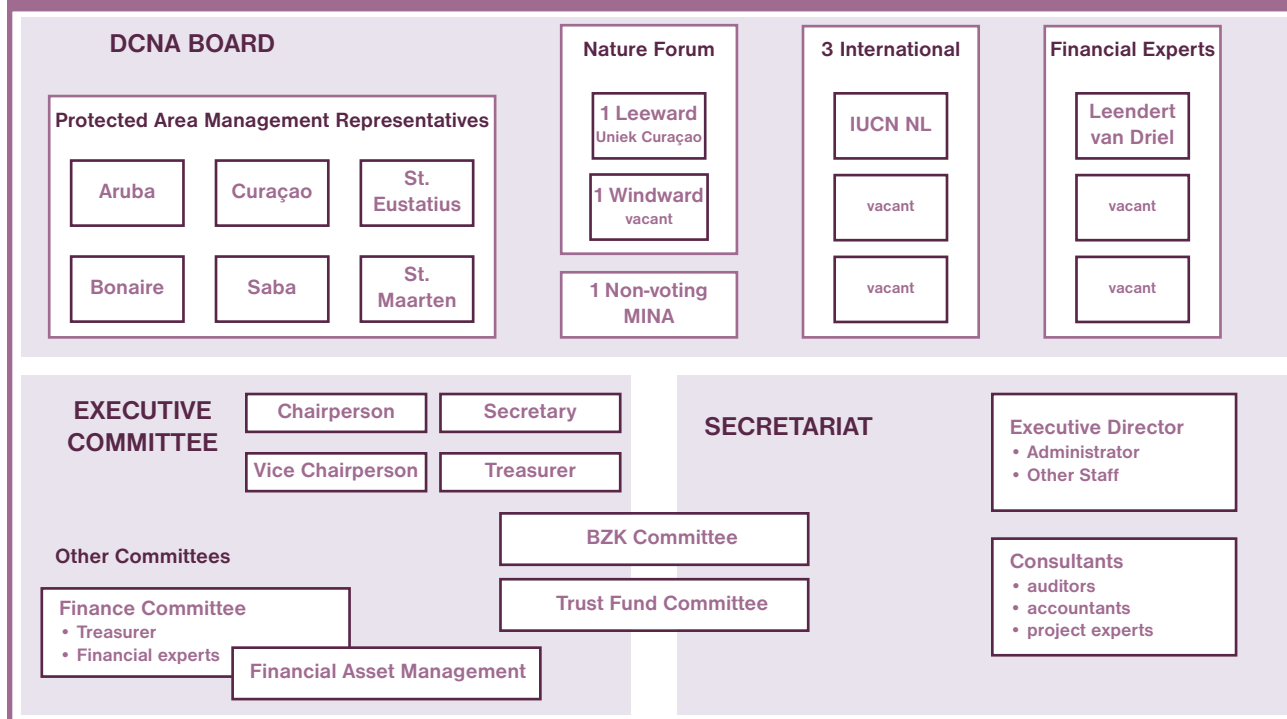 DCNA BOARD
Protected Area Management Representatives
Aruba
Curaçao
St.
Eustatius
Bonaire
Saba
St.
Maarten
Nature Forum
1 Leeward
Uniek Curaçao
1 Windward
vacant
1 Non-voting
MINA
3 International
IUCN NL
vacant
vacant
Financial Experts
Leendert
van Driel
vacant
vacant
EXECUTIVE
COMMITTEE
Chairperson
Secretary
Vice Chairperson
Treasurer
Other Committees
Finance Committee
• Treasurer
• Financial experts
Financial Asset Management
BZK Committee
Trust Fund Committee
SECRETARIAT
Executive Director
• Administrator
• Other Staff
Consultants
• auditors
• accountants
• project experts